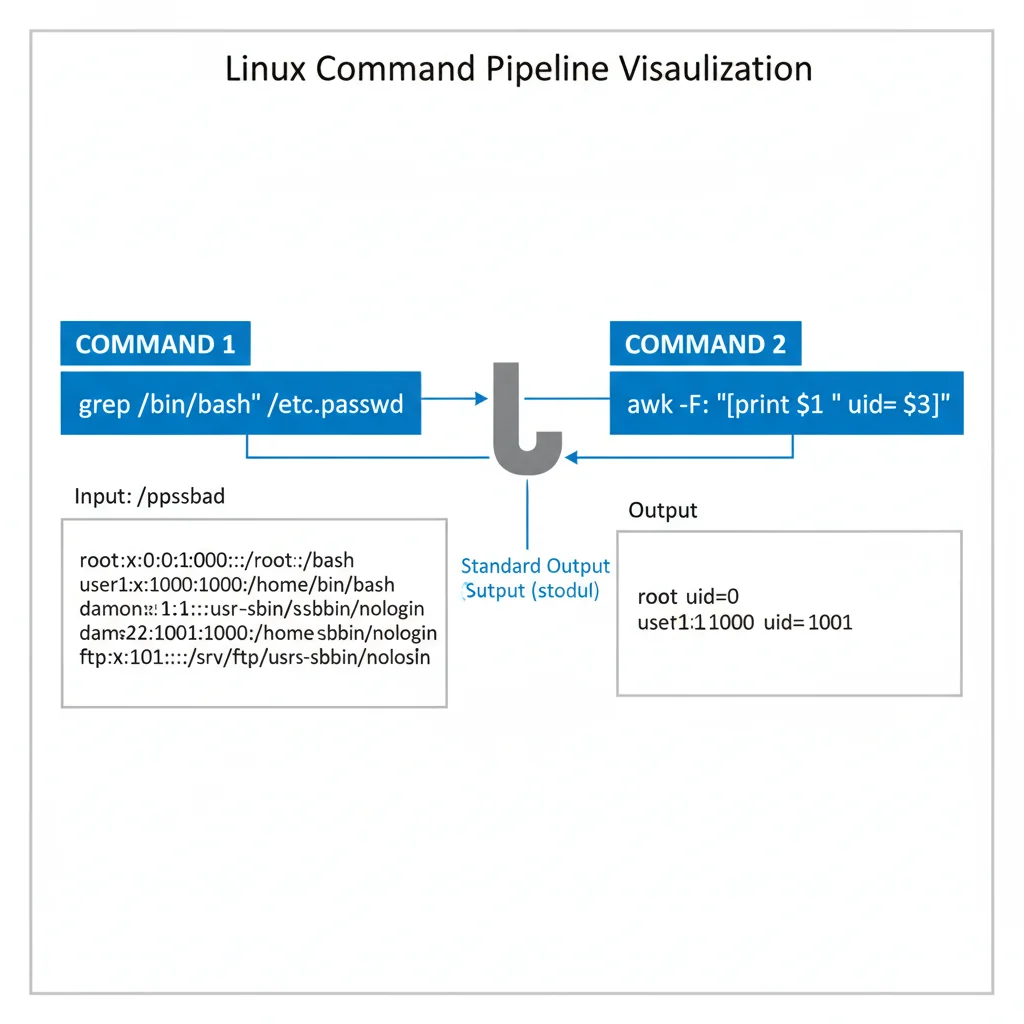 Linux Command Pipeline Visaulization
COMMAND 1
grep /bin/bash" /etc.passwd
COMMAND 2
awk -F: "[print $1 " uid= $3]"
Input: /ppssbad
root:x:0:0:1:000:::/root::/bash
user1:x:1000:1000:/home/bin/bash
damon::: 1:1:::usr-sbin/ssbbin/nologin
dams:22:1001:1000:/home sbbin/nologin
ftp:x:101::::/srv/ftp/usrs-sbbin/nolosin
Standard Output
(Sutput (stodul)
Output
root uid=0
uset1:1 1000 uid= 1001